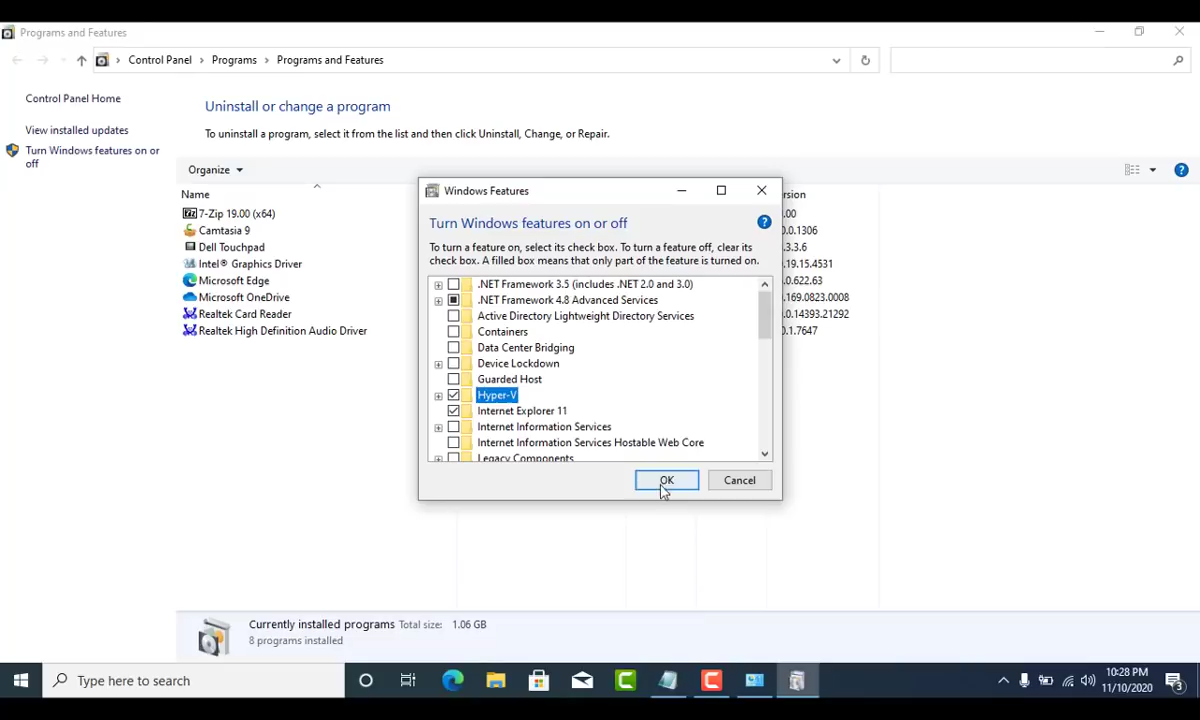 Programs and Features
Control Panel > Programs > Programs and Features
Control Panel Home
View installed updates
Turn Windows features on or
off
Uninstall or change a program
To uninstall a program, select it from the list and then click Uninstall, Change, or Repair.
Organize
Name
7-Zip 19.00 (x64)
Camtasia 9
Dell Touchpad
Intel® Graphics Driver
Microsoft Edge
Microsoft OneDrive
Realtek Card Reader
Realtek High Definition Audio Driver
ersion
.00
.0.1306
.3.3.6
.19.15.4531
.0.622.63
.169.0823.0008
.0.14393.21292
.0.1.7647
Windows Features
Turn Windows features on or off
To turn a feature on, select its check box. To turn a feature off, clear its
check box. A filled box means that only part of the feature is turned on.
.NET Framework 3.5 (includes .NET 2.0 and 3.0)
.NET Framework 4.8 Advanced Services
Active Directory Lightweight Directory Services
Containers
Data Center Bridging
Device Lockdown
Guarded Host
Hyper-V
Internet Explorer 11
Internet Information Services
Internet Information Services Hostable Web Core
Legacy Components
OK
Cancel
Currently installed programs Total size: 1.06 GB
8 programs installed
Type here to search
10:28 PM
11/10/2020
3